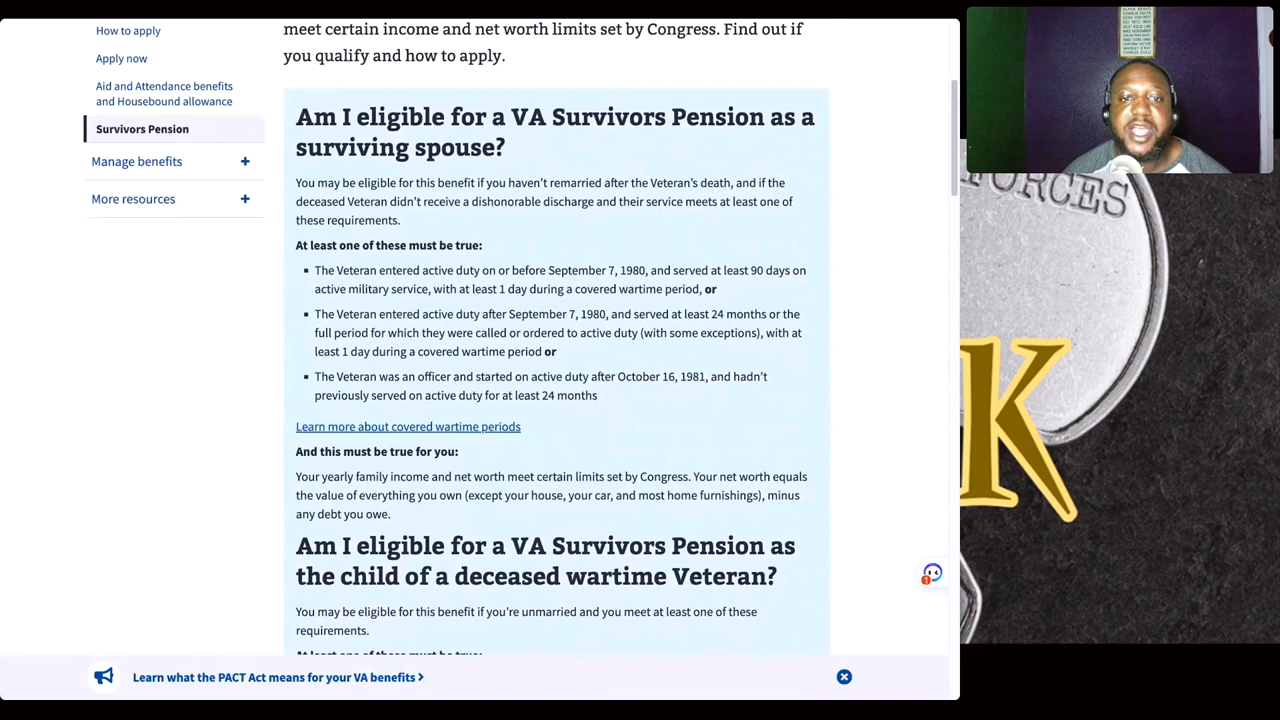 How to apply
Apply now
Aid and Attendance benefits
and Housebound allowance
Survivors Pension
Manage benefits
More resources
meet certain income and net worth limits set by Congress. Find out if
you qualify and how to apply.
Am I eligible for a VA Survivors Pension as a
surviving spouse?
You may be eligible for this benefit if you haven't remarried after the Veteran's death, and if the
deceased Veteran didn't receive a dishonorable discharge and their service meets at least one of
these requirements.
At least one of these must be true:
The Veteran entered active duty on or before September 7, 1980, and served at least 90 days on
active military service, with at least 1 day during a covered wartime period, or
The Veteran entered active duty after September 7, 1980, and served at least 24 months or the
full period for which they were called or ordered to active duty (with some exceptions), with at
least 1 day during a covered wartime period or
The Veteran was an officer and started on active duty after October 16, 1981, and hadn't
previously served on active duty for at least 24 months
Learn more about covered wartime periods
And this must be true for you:
Your yearly family income and net worth meet certain limits set by Congress. Your net worth equals
the value of everything you own (except your house, your car, and most home furnishings), minus
any debt you owe.
Am I eligible for a VA Survivors Pension as
the child of a deceased wartime Veteran?
You may be eligible for this benefit if you're unmarried and you meet at least one of these
requirements.
At least one of these must be true:
Learn what the PACT Act means for your VA benefits
1
FORCES
K